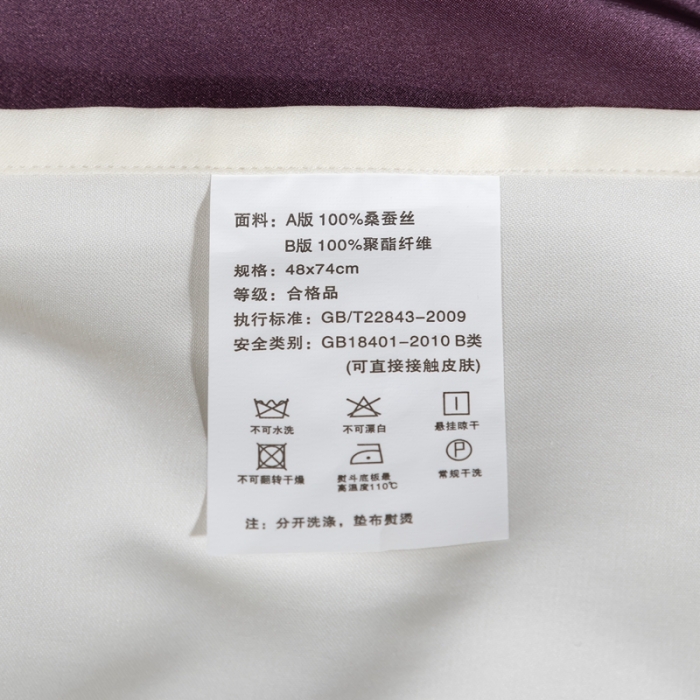 面料：A版 100%桑蚕丝
B版 100%聚酯纤维
规格：48x74cm
等级：合格品
执行标准：GB/T22843-2009
安全类别：GB18401-2010 B类
(可直接接触皮肤)
不可水洗 不可漂白 悬挂晾干
不可翻转干燥 熨斗底板最高温度110℃ 常规干洗
注：分开洗涤，垫布熨烫